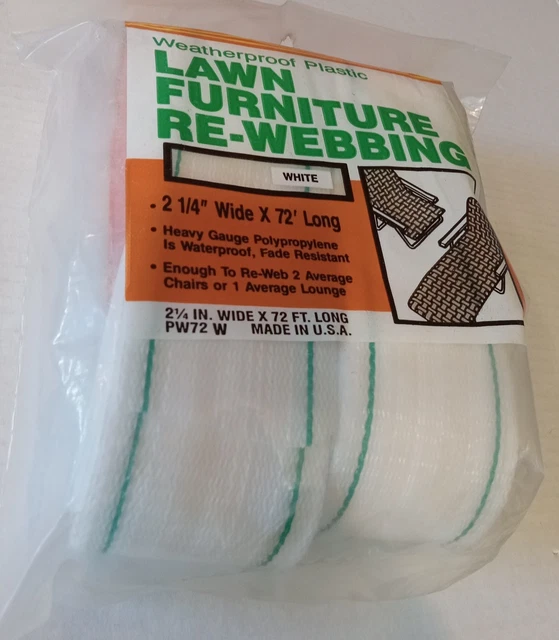 Weatherproof Plastic
LAWN
FURNITURE
RE-WEBBING
WHITE
• 2 1/4" Wide X 72' Long
• Heavy Gauge Polypropylene
Is Waterproof, Fade Resistant
• Enough To Re-Web 2 Average
Chairs or 1 Average Lounge
2¼ IN. WIDE X 72 FT. LONG
PW72 W MADE IN U.S.A.